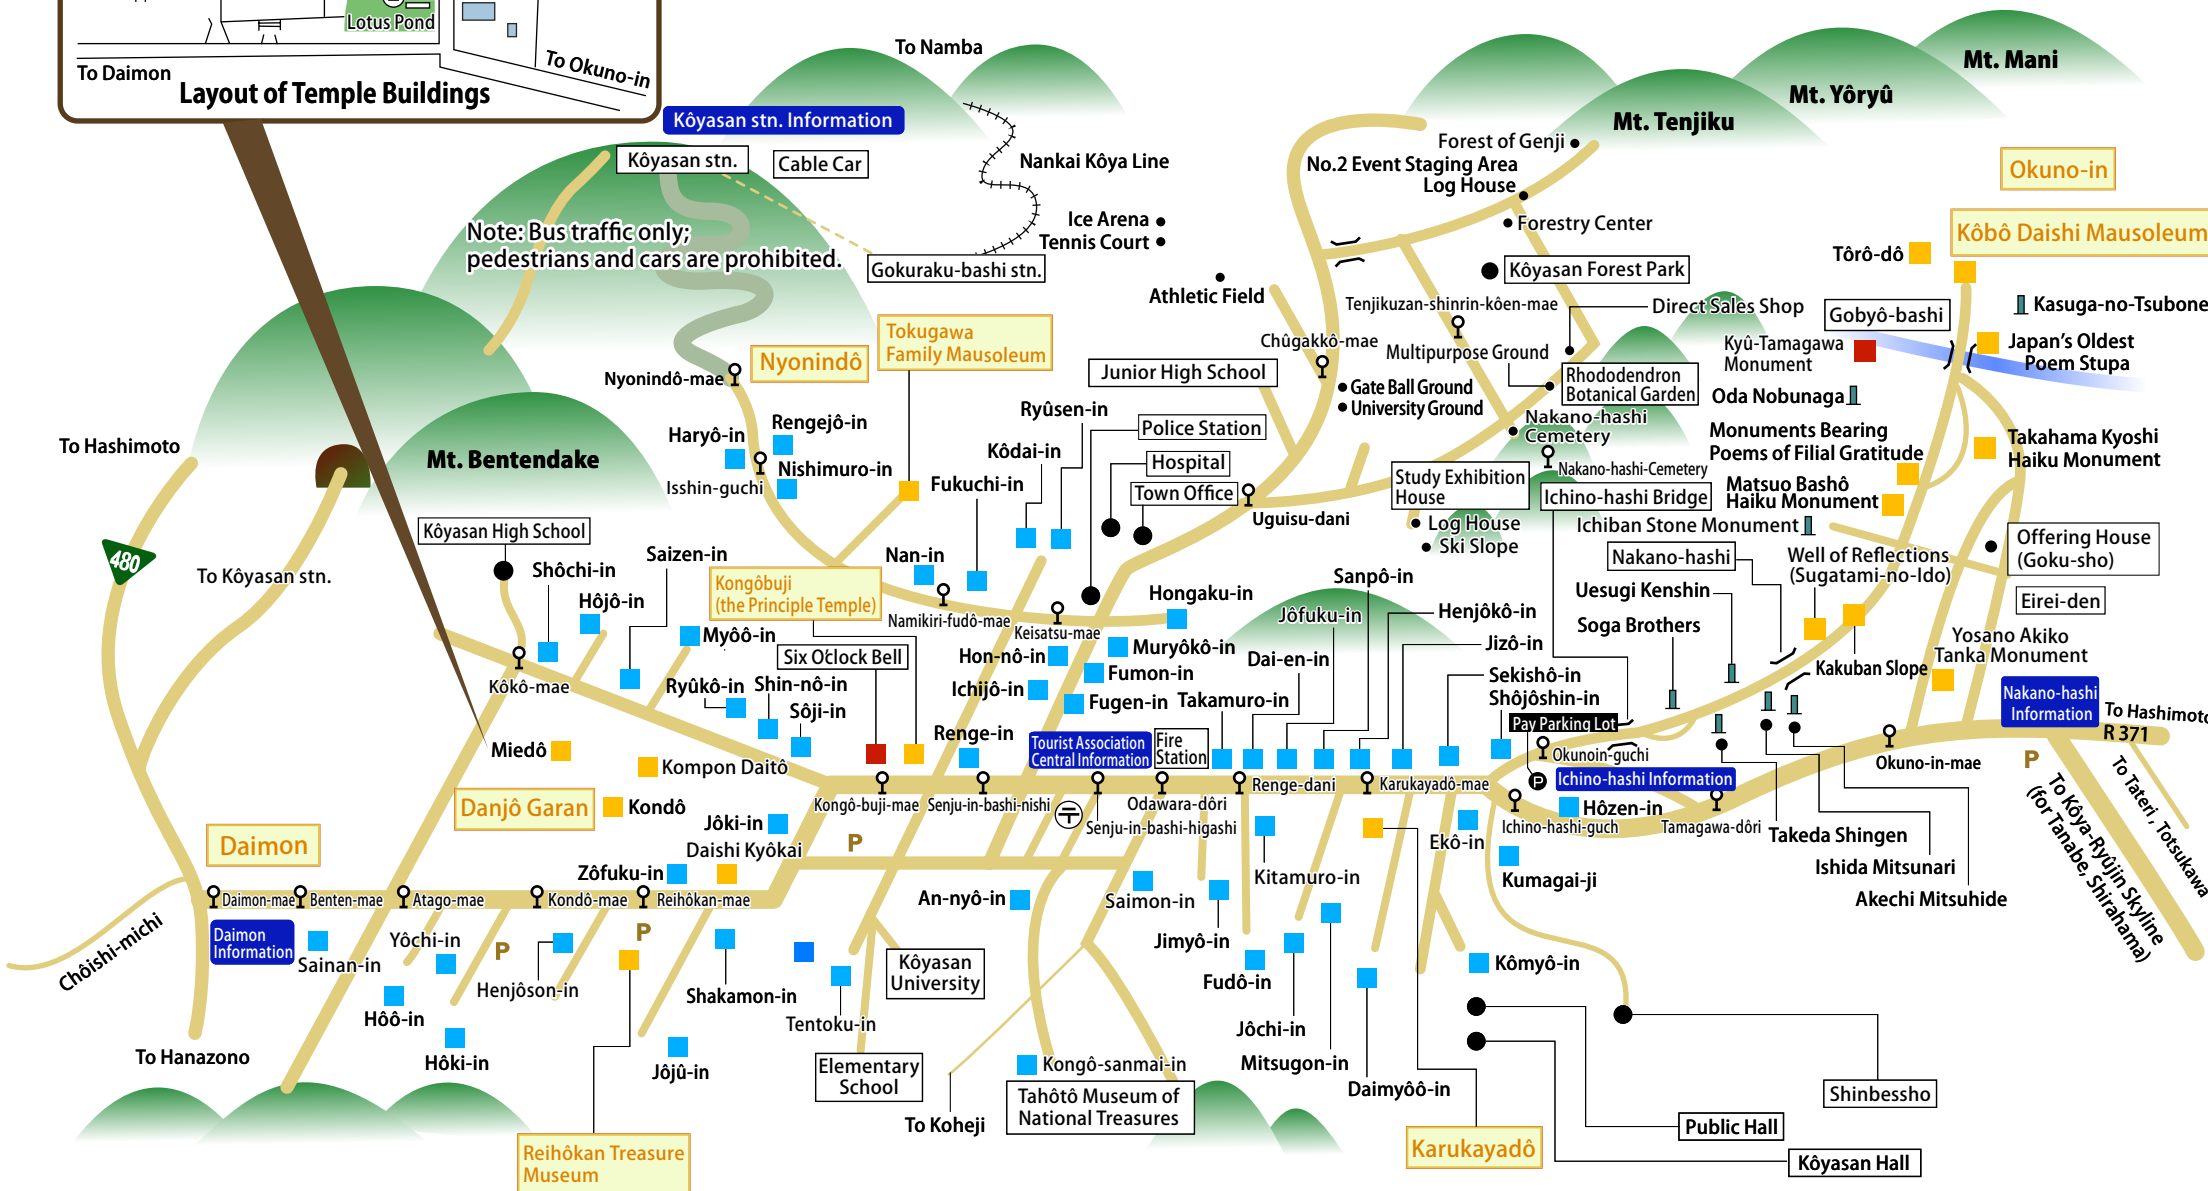 Lotus Pond
To Daimon
To Okuno-in
Layout of Temple Buildings
To Namba
Kôyasan stn. Information
Kôyasan stn.
Cable Car
Nankai Kôya Line
Note: Bus traffic only;
pedestrians and cars are prohibited.
Ice Arena
Tennis Court
Gokuraku-bashi stn.
Athletic Field
Mt. Mani
Mt. Yôryû
Mt. Tenjiku
Forest of Genji
No.2 Event Staging Area
Log House
Forestry Center
Kôyasan Forest Park
Okuno-in
Kôbô Daishi Mausoleum
Tôrô-dô
Kasuga-no-Tsubone
Gobyô-bashi
Kyû-Tamagawa
Monument
Japan's Oldest
Poem Stupa
Tenjikuzan-shinrin-kôen-mae
Direct Sales Shop
Chûgakkô-mae
Multipurpose Ground
Rhododendron
Botanical Garden
Junior High School
Gate Ball Ground
University Ground
Oda Nobunaga
Nakano-hashi
Cemetery
Monuments Bearing
Poems of Filial Gratitude
Takahama Kyoshi
Haiku Monument
Nakano-hashi-Cemetery
Matsuo Bashô
Haiku Monument
Study Exhibition
House
Ichino-hashi Bridge
Ichiban Stone Monument
Log House
Ski Slope
Uguisu-dani
Nakano-hashi
Well of Reflections
(Sugatami-no-Ido)
Offering House
(Goku-sho)
Eirei-den
Uesugi Kenshin
Soga Brothers
Kakuban Slope
Yosano Akiko
Tanka Monument
Nakano-hashi
Information
To Hashimoto
R 371
Nyonindô
Nyonindô-mae
Tokugawa
Family Mausoleum
Ryûsen-in
Police Station
Kôdai-in
Hospital
Town Office
Fukuchi-in
Rengejô-in
Haryô-in
Nishimuro-in
Isshin-guchi
To Hashimoto
Mt. Bentendake
480
To Kôyasan stn.
Kôyasan High School
Shôchi-in
Saizen-in
Hôjô-in
Myôô-in
Kôkô-mae
Kongôbuji
(the Principle Temple)
Nan-in
Namikiri-fudô-mae
Keisatsu-mae
Hongaku-in
Six O'clock Bell
Hon-nô-in
Muryôkô-in
Ichijô-in
Fumon-in
Fugen-in
Ryûkô-in
Shin-nô-in
Sôji-in
Renge-in
Tourist Association
Central Information
Fire
Station
Takamuro-in
Dai-en-in
Jôfuku-in
Sanpô-in
Henjôkô-in
Jizô-in
Sekishô-in
Shôjôshin-in
Pay Parking Lot
Okunoin-guchi
P
Ichino-hashi Information
Hôzen-in
Ichino-hashi-guch
Tamagawa-dôri
Okuno-in-mae
P
Takeda Shingen
Ishida Mitsunari
Akechi Mitsuhide
To Kôya-Ryûjin Skyline
(for Tanabe, Shirahama)
To Tateri, Totsukawa
Miedô
Kompon Daitô
Danjô Garan
Kondô
Kongô-buji-mae
Senju-in-bashi-nishi
Odawara-dôri
Senju-in-bashi-higashi
Renge-dani
Karukayadô-mae
Ekô-in
Kumagai-ji
Jôki-in
P
Daishi Kyôkai
Zôfuku-in
Daimon
Daimon-mae
Benten-mae
Atago-mae
Kondô-mae
Reihôkan-mae
Daimon
Information
Chôishi-michi
Sainan-in
Yôchi-in
P
P
Henjôson-in
Hôô-in
Hôki-in
To Hanazono
Jôjû-in
Shakamon-in
Tentoku-in
Kôyasan
University
Elementary
School
An-nyô-in
Saimon-in
Jimyô-in
Kitamuro-in
Fudô-in
Jôchi-in
Mitsugon-in
Daimyôô-in
Kômyô-in
To Koheji
Kongô-sanmai-in
Tahôtô Museum of
National Treasures
Reihôkan Treasure
Museum
Karukayadô
Shinbessho
Public Hall
Kôyasan Hall